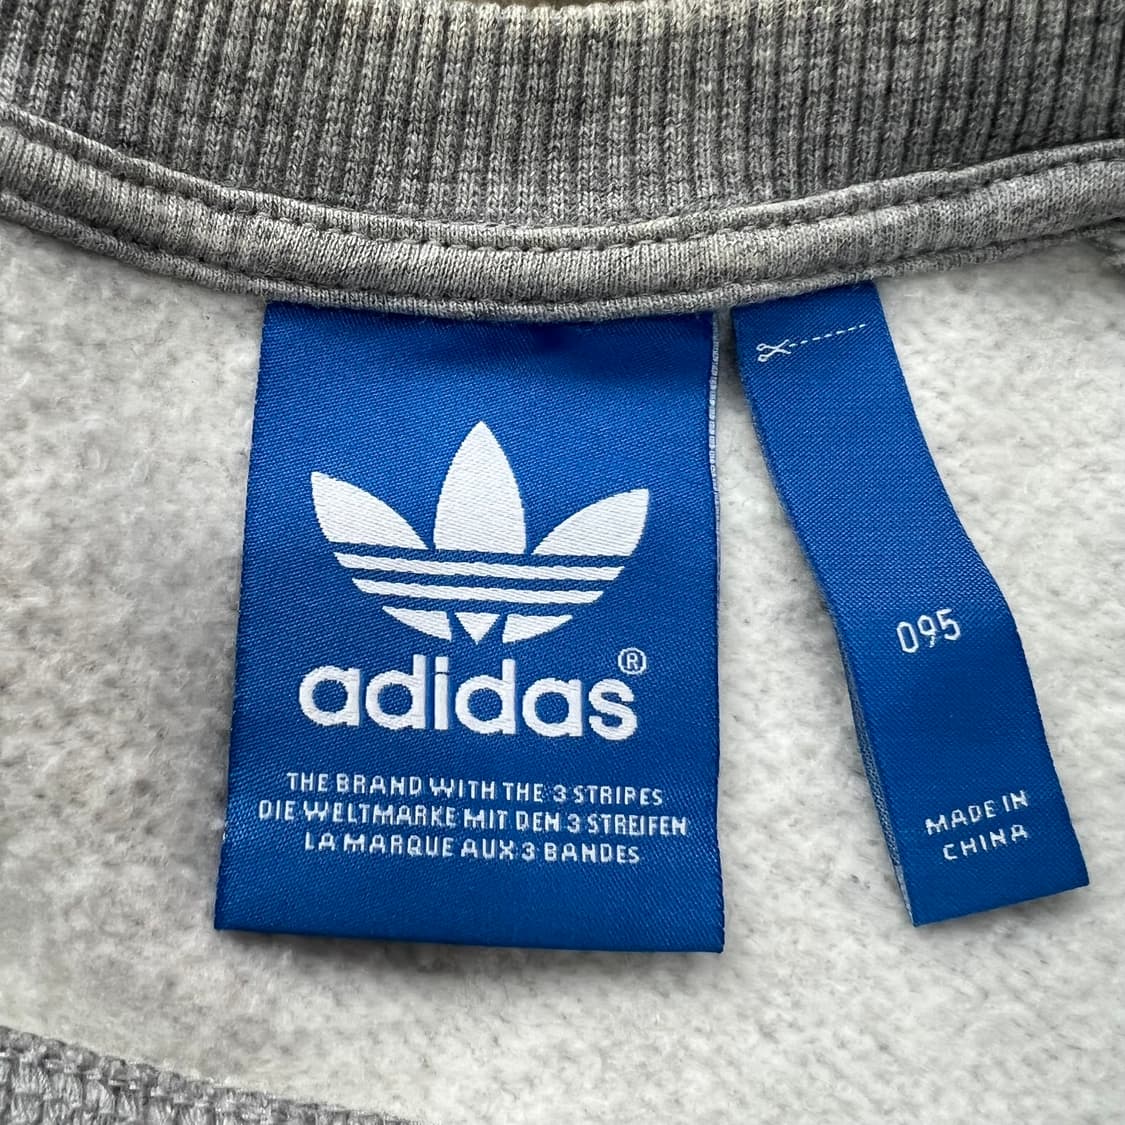 adidas®
THE BRAND WITH THE 3 STRIPES
DIE WELTMARKE MIT DEN 3 STREIFEN
LA MARQUE AUX 3 BANDES
095
MADE IN
CHINA